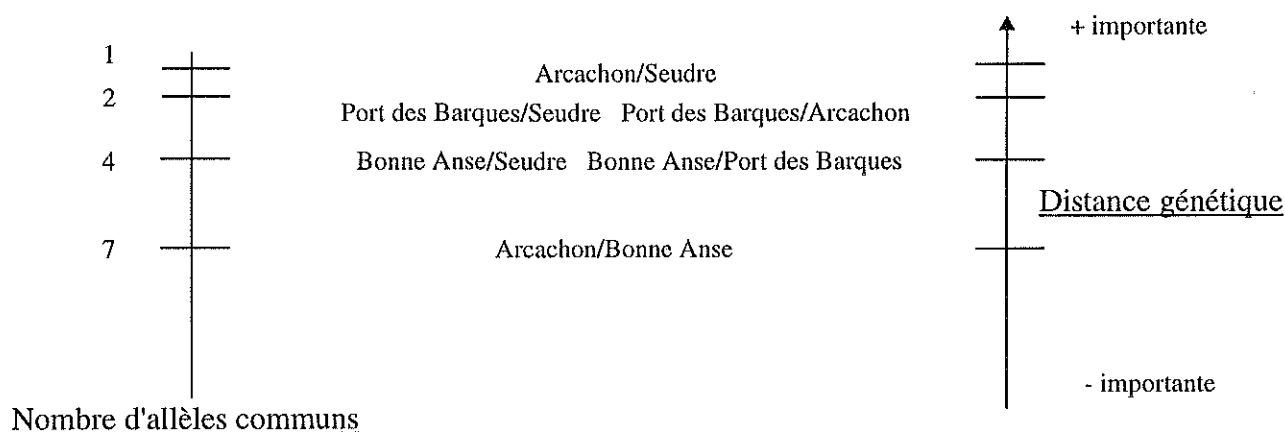 + importante
1
Arcachon/Seudre
2
Port des Barques/Seudre Port des Barques/Arcachon
4
Bonne Anse/Seudre Bonne Anse/Port des Barques
Distance génétique
7
Arcachon/Bonne Anse
- importante
Nombre d'allèles communs